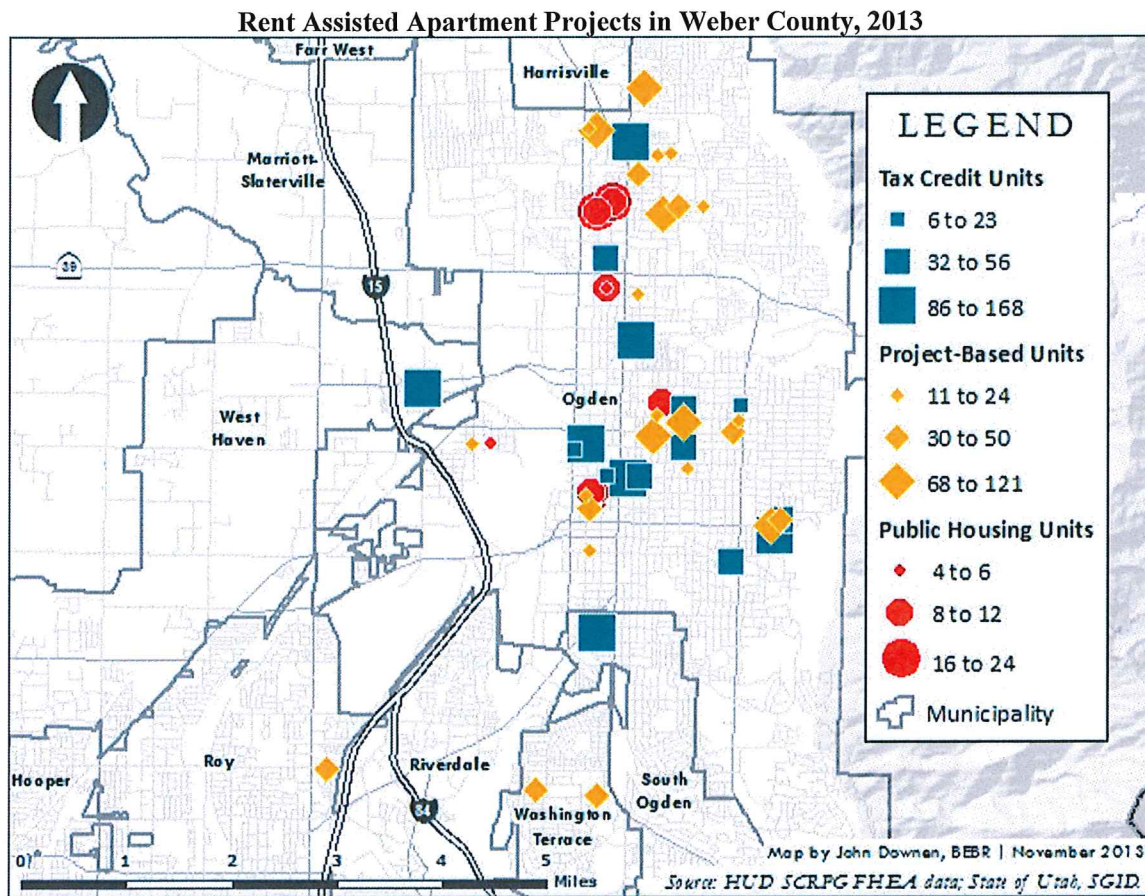 Rent Assisted Apartment Projects in Weber County, 2013
Farr West
Harrisville
Marriott-
Slaterville
39
15
West
Haven
Ogden
Roy
Hooper
Riverdale
84
Washington
Terrace
South
Ogden
LEGEND
Tax Credit Units
6 to 23
32 to 56
86 to 168
Project-Based Units
11 to 24
30 to 50
68 to 121
Public Housing Units
4 to 6
8 to 12
16 to 24
Municipality
0 1 2 3 4 5
Miles
Map by John Downen, BEBR | November 2013
Source: HUD SCRPG FHEA data; State of Utah, SGID